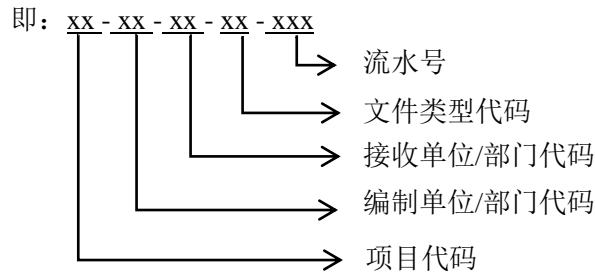 即：xx - xx - xx - xx - xxx
流水号
文件类型代码
接收单位/部门代码
编制单位/部门代码
项目代码